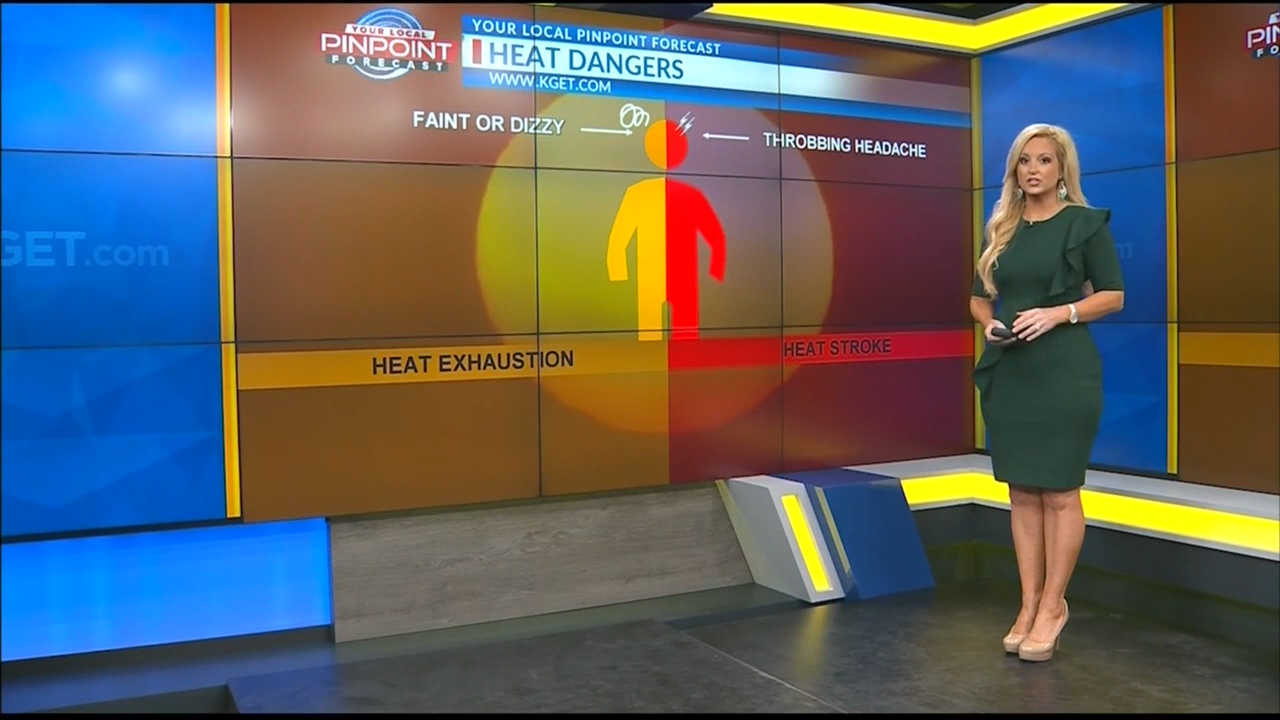 YOUR LOCAL
PINPOINT
FORECAST
YOUR LOCAL PINPOINT FORECAST
HEAT DANGERS
WWW.KGET.COM
FAINT OR DIZZY
THROBBING HEADACHE
HEAT EXHAUSTION
HEAT STROKE
GET.com